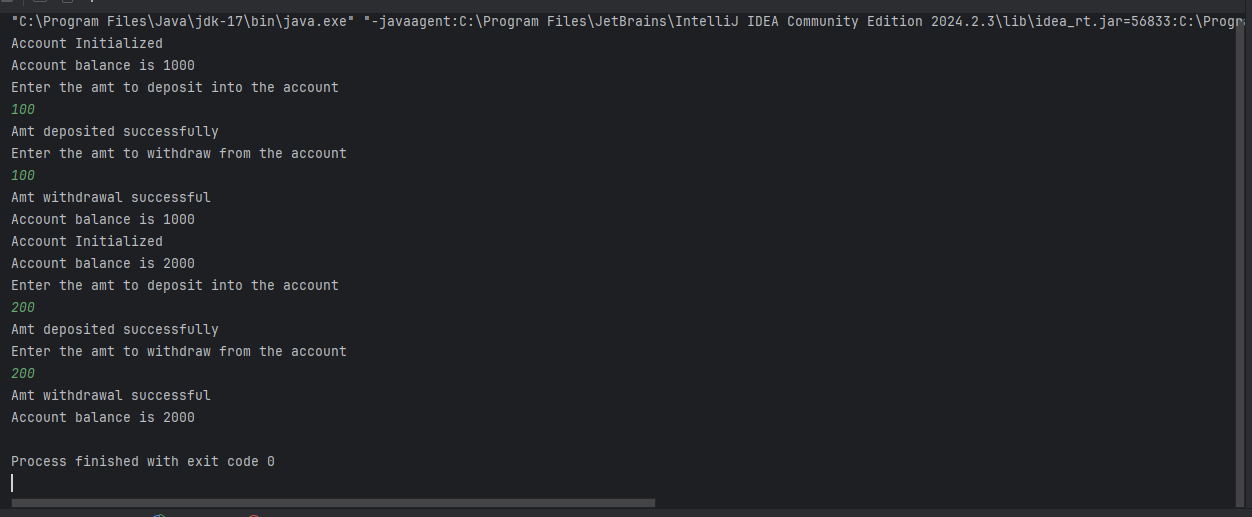 "C:\Program Files\Java\jdk-17\bin\java.exe" "-javaagent:C:\Program Files\JetBrains\IntelliJ IDEA Community Edition 2024.2.3\lib\idea_rt.jar=56833:C:\Progra
Account Initialized
Account balance is 1000
Enter the amt to deposit into the account
100
Amt deposited successfully
Enter the amt to withdraw from the account
100
Amt withdrawal successful
Account balance is 1000
Account Initialized
Account balance is 2000
Enter the amt to deposit into the account
200
Amt deposited successfully
Enter the amt to withdraw from the account
200
Amt withdrawal successful
Account balance is 2000
Process finished with exit code 0